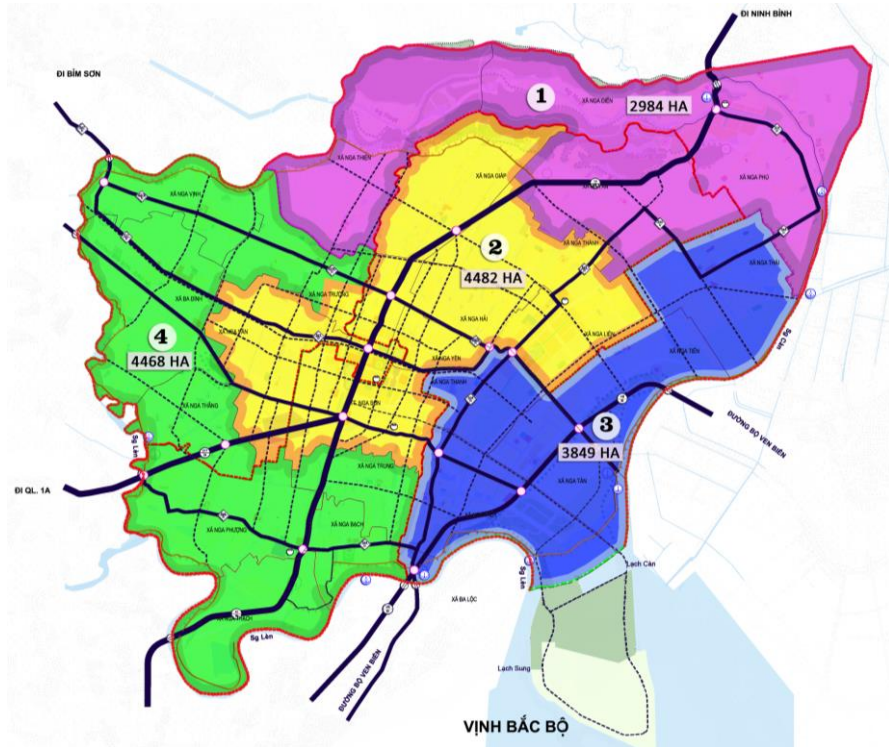 ĐI NINH BÌNH
ĐI BỈM SƠN
1
XÃ NGA ĐIỀN
2984 HA
XÃ NGA THIỆN
XÃ NGA GIÁP
XÃ NGA PHÚ
XÃ NGA VỊNH
2
4482 HA
XÃ NGA THÀNH
XÃ NGA THÁI
XÃ BA ĐÌNH
XÃ NGA TRƯỜNG
XÃ NGA HẢI
XÃ NGA LIÊN
Sg Càn
4
4468 HA
XÃ NGA VĂN
XÃ NGA YÊN
XÃ NGA TIẾN
XÃ NGA THANH
XÃ NGA THẮNG
NGA SƠN
3
3849 HA
ĐƯỜNG BỘ VEN BIỂN
Sg Lèn
XÃ NGA TRUNG
XÃ NGA TÂN
ĐI QL. 1A
XÃ NGA PHƯỢNG
XÃ NGA BẠCH
Sg Lèn
Lạch Càn
XÃ ĐA LỘC
XÃ NGA THẠCH
Sg Lèn
Lạch Sung
ĐƯỜNG BỘ VEN BIỂN
VỊNH BẮC BỘ